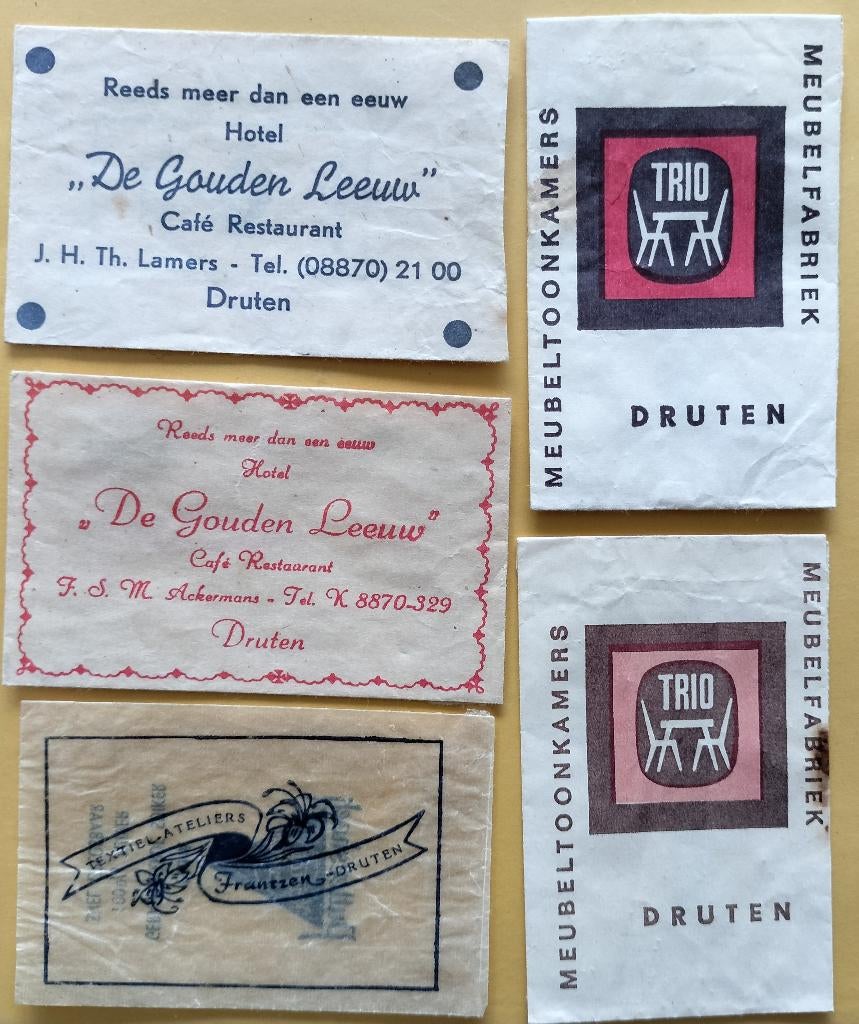 Reeds meer dan een eeuw
Hotel
„De Gouden Leeuw”
Café Restaurant
J. H. Th. Lamers - Tel. (08870) 21 00
Druten
Reeds meer dan een eeuw
Hotel
„De Gouden Leeuw”
Café Restaurant
F. S. M. Ackermans - Tel. K 8870-329
Druten
TEXTIEL-ATELIERS
Frantzen-DRUTEN
MEUBELTOONKAMERS
TRIO
MEUBELFABRIEK
DRUTEN
MEUBELTOONKAMERS
TRIO
MEUBELFABRIEK
DRUTEN